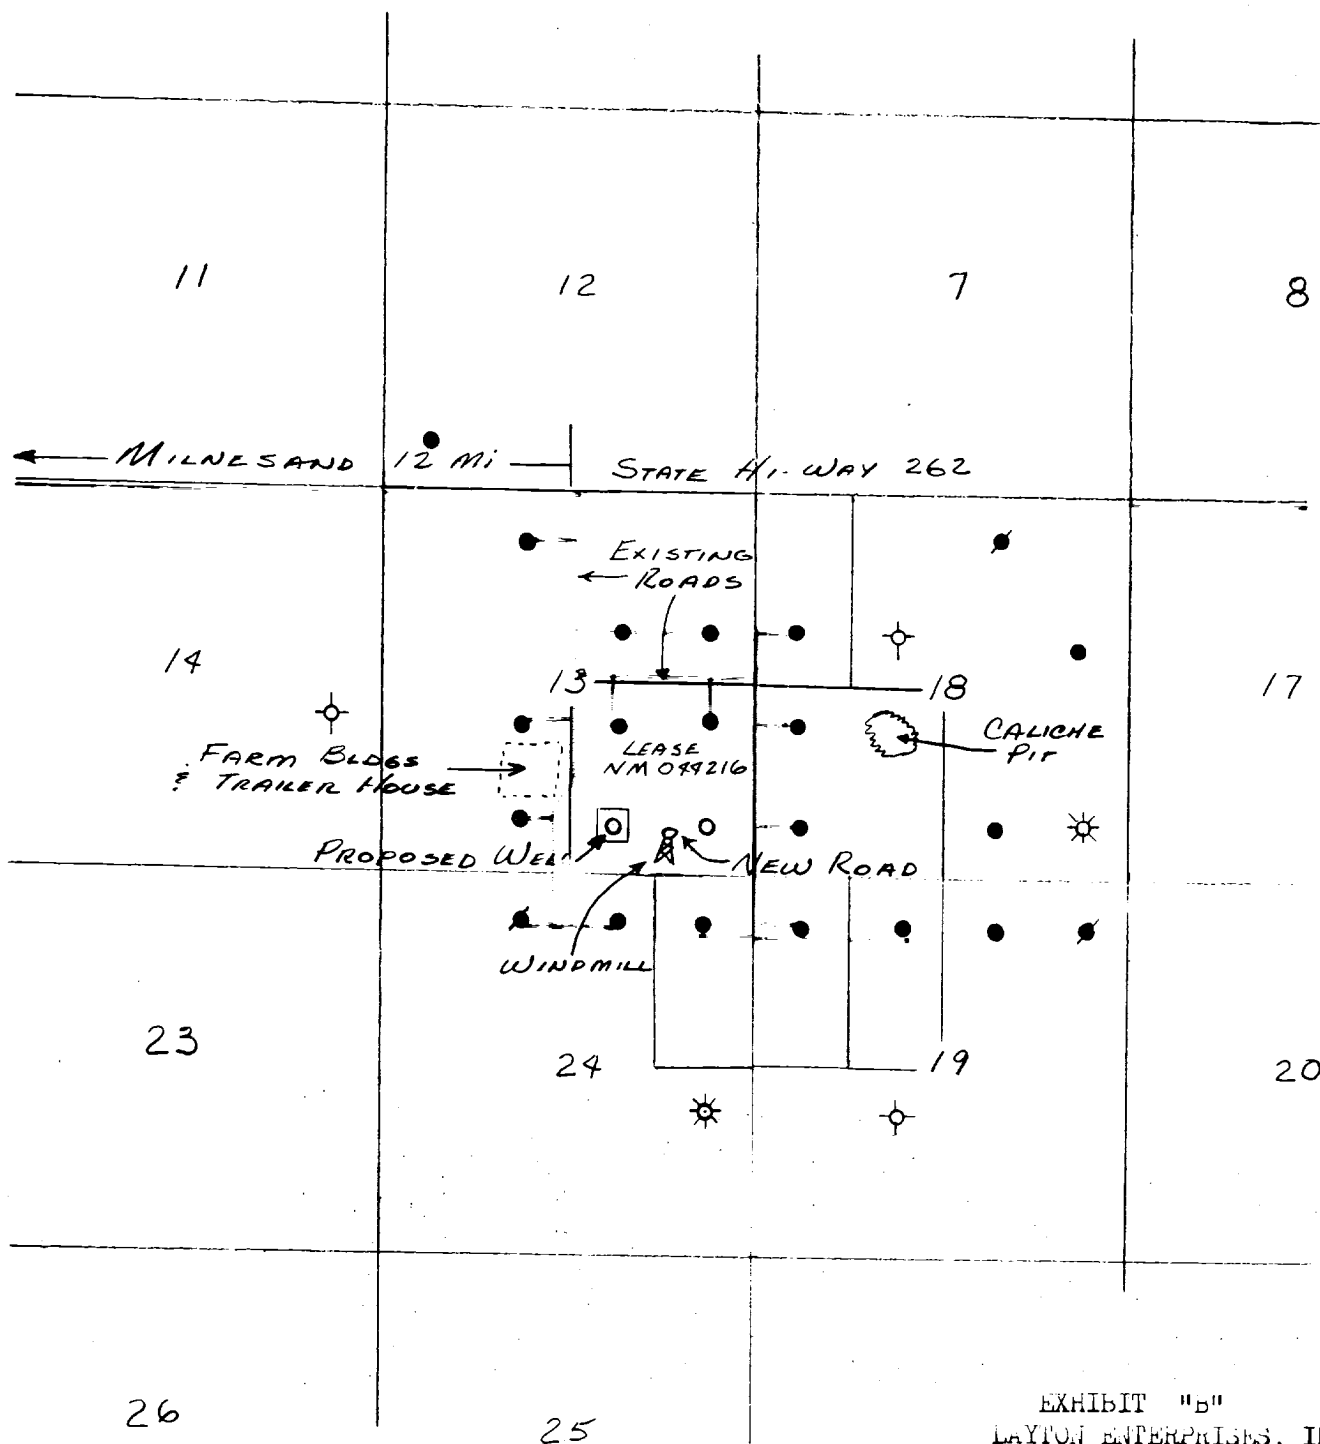 11
12
7
8
MILNESAND 12 Mi
STATE HI-WAY 262
EXISTING
ROADS
14
13
18
17
CALICHE
PIT
LEASE
NM 044216
FARM BLDGS
& TRAILER HOUSE
PROPOSED WELL
NEW ROAD
WINDMILL
23
24
19
20
26
25
EXHIBIT "B"
LAYTON ENTERPRISES, IN